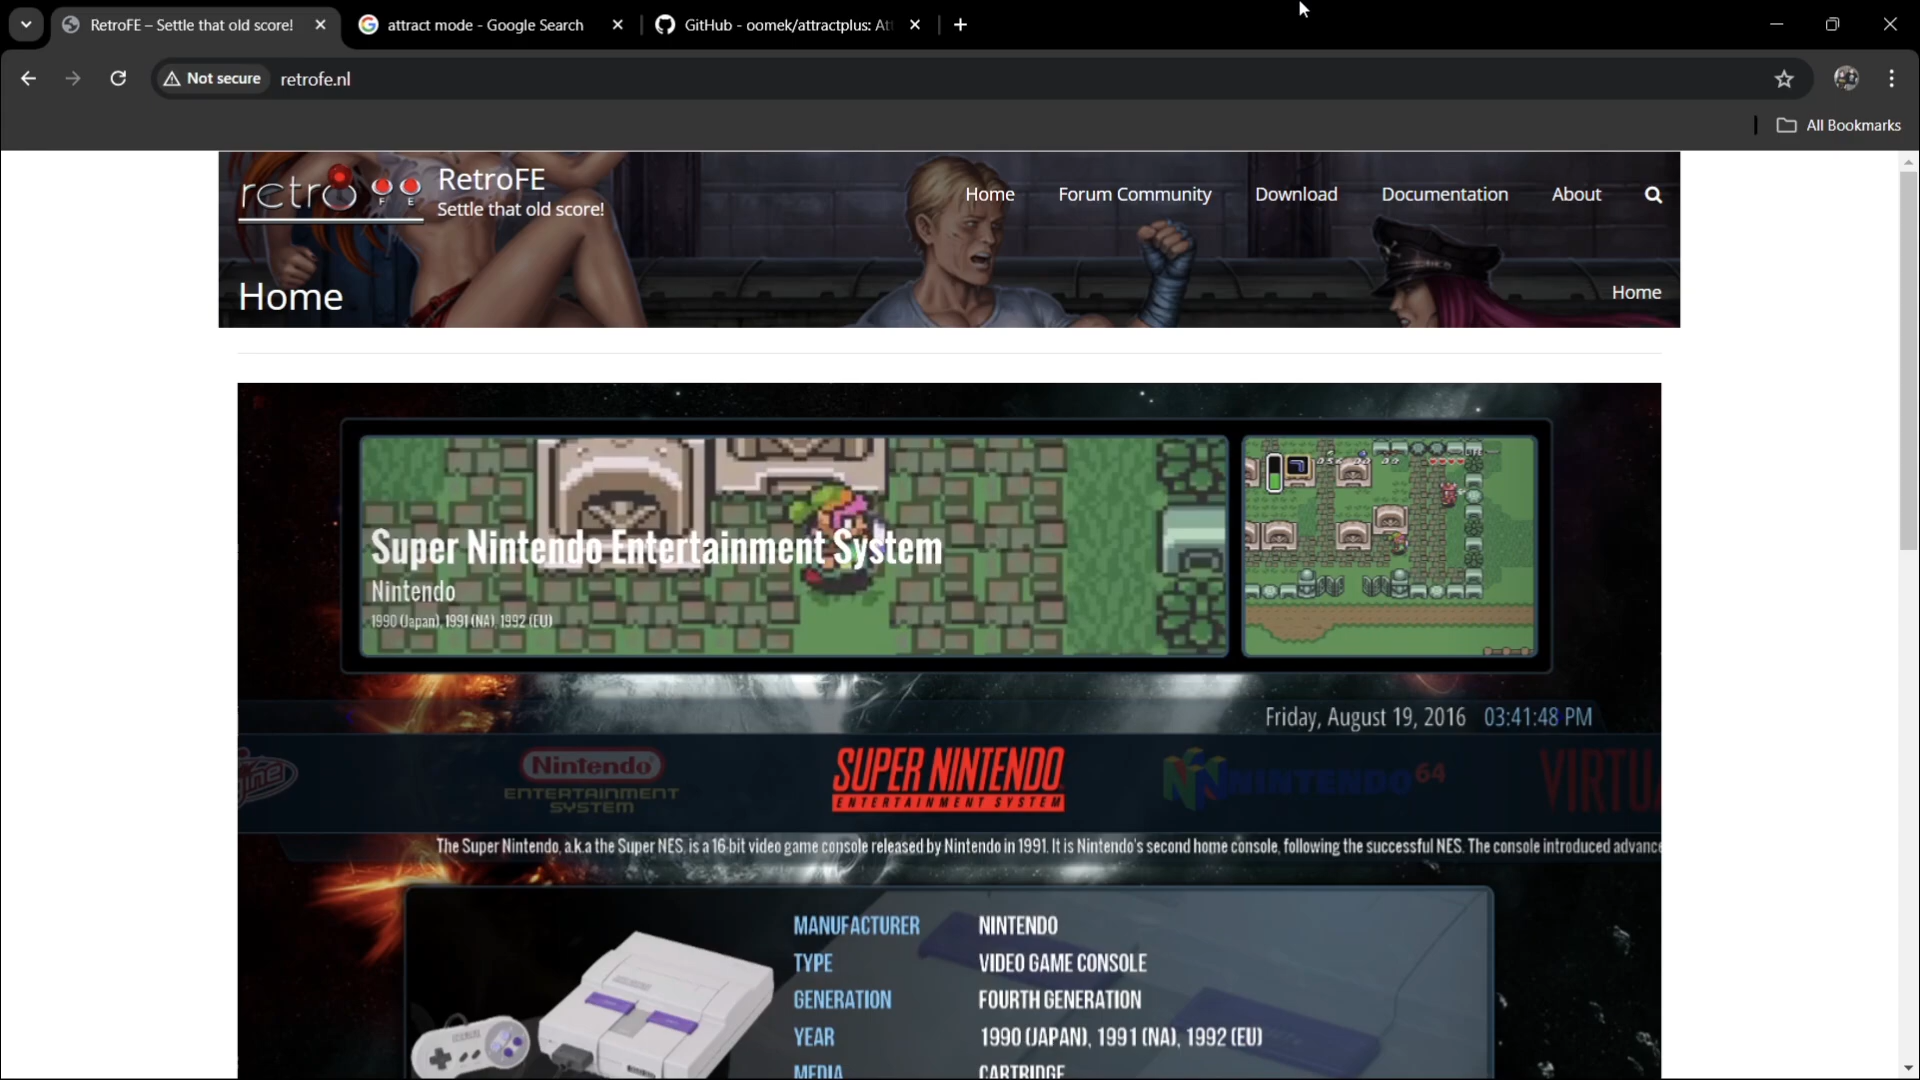 RetroFE – Settle that old score!
attract mode - Google Search
GitHub - oomek/attractplus: Att
Not secure
retrofe.nl
All Bookmarks
retro
F E
RetroFE
Settle that old score!
Home
Forum Community
Download
Documentation
About
Home
Home
Super Nintendo Entertainment System
Nintendo
1990 (Japan), 1991 (NA), 1992 (EU)
Friday, August 19, 2016 03:41:48 PM
Nintendo
ENTERTAINMENT
SYSTEM
SUPER NINTENDO
ENTERTAINMENT SYSTEM
NINTENDO64
VIRTU
The Super Nintendo, a.k.a the Super NES, is a 16-bit video game console released by Nintendo in 1991. It is Nintendo's second home console, following the successful NES. The console introduced advance
MANUFACTURER NINTENDO
TYPE VIDEO GAME CONSOLE
GENERATION FOURTH GENERATION
YEAR 1990 (JAPAN), 1991 (NA), 1992 (EU)
MEDIA CARTRIDGE